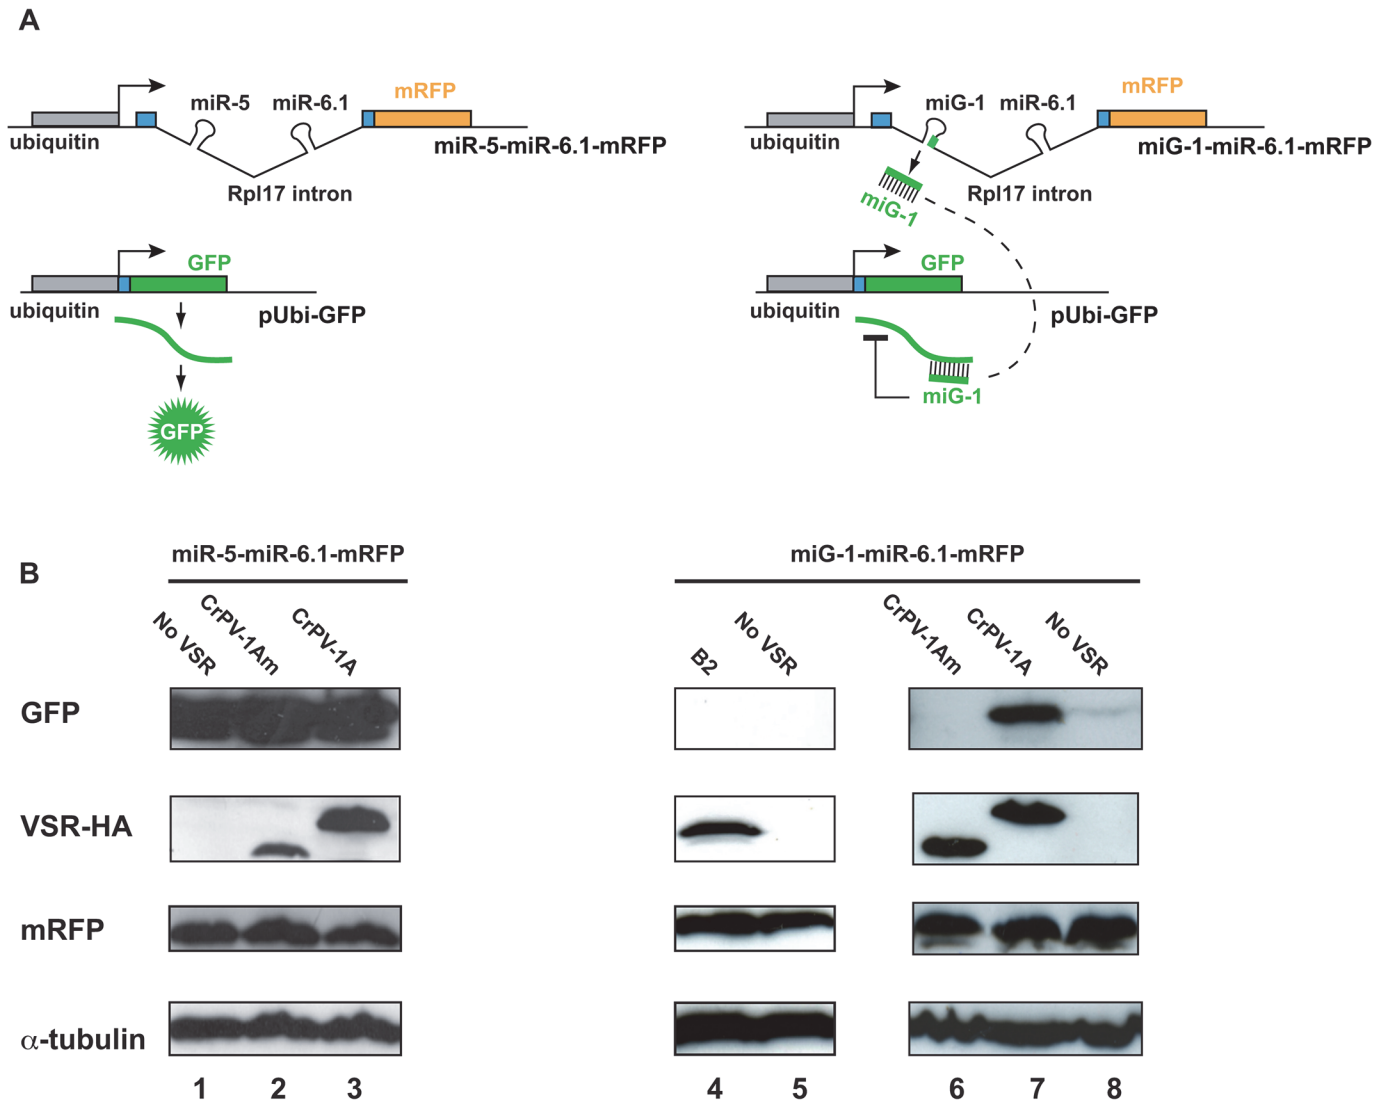 A
miR-5 miR-6.1 mRFP
ubiquitin
miR-5-miR-6.1-mRFP
Rpl17 intron
GFP
ubiquitin
pUbi-GFP
GFP
miG-1 miR-6.1 mRFP
ubiquitin
miG-1-miR-6.1-mRFP
Rpl17 intron
miG-1
GFP
ubiquitin
pUbi-GFP
miG-1
B
miR-5-miR-6.1-mRFP
miG-1-miR-6.1-mRFP
No VSR CrPV-1Am CrPV-1A
B2 No VSR CrPV-1Am CrPV-1A No VSR
GFP
VSR-HA
mRFP
α-tubulin
1 2 3 4 5 6 7 8